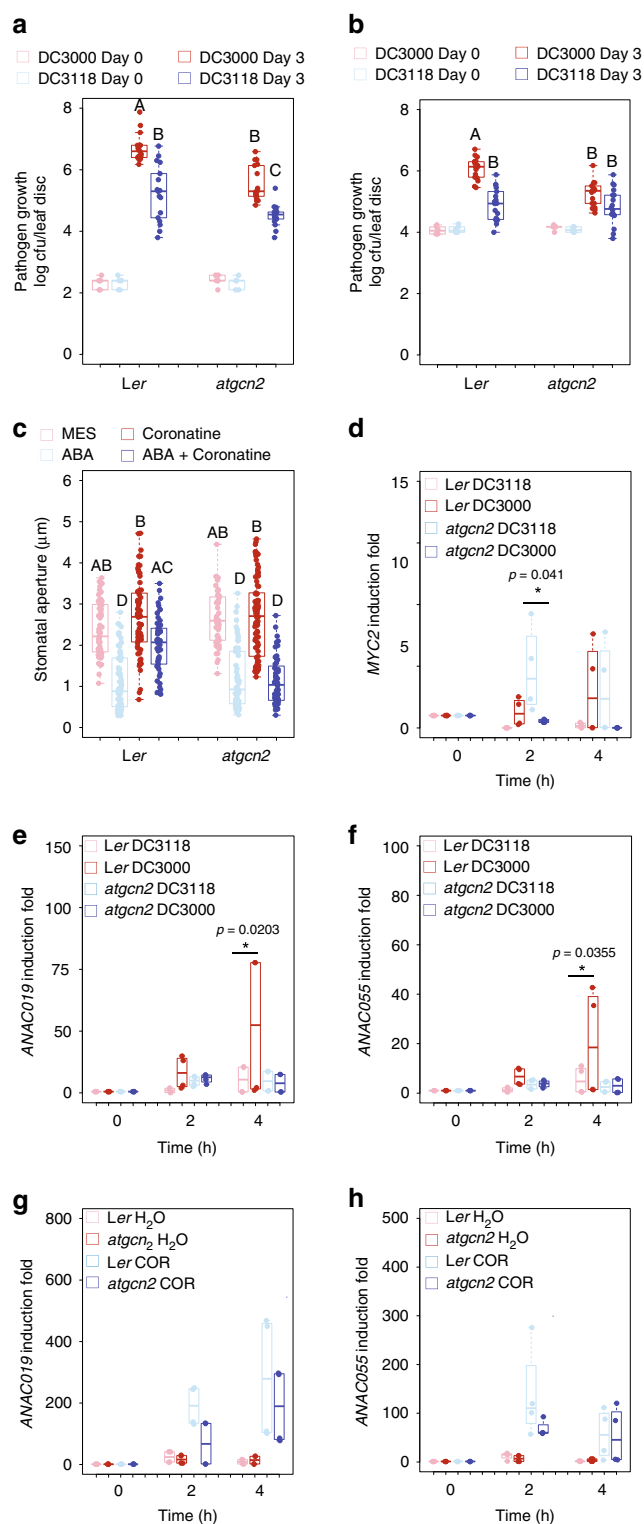 a
DC3000 Day 0
DC3000 Day 3
DC3118 Day 0
DC3118 Day 3
Pathogen growth
log cfu/leaf disc
8
6
4
2
0
A
B
B
C
Ler
atgcn2
b
DC3000 Day 0
DC3000 Day 3
DC3118 Day 0
DC3118 Day 3
Pathogen growth
log cfu/leaf disc
8
6
4
2
0
A
B
B
B
Ler
atgcn2
c
MES
Coronatine
ABA
ABA + Coronatine
Stomatal aperture (μm)
6
5
4
3
2
1
0
AB
D
B
AC
AB
D
B
D
Ler
atgcn2
d
Ler DC3118
Ler DC3000
atgcn2 DC3118
atgcn2 DC3000
MYC2 induction fold
15
10
5
0
p = 0.041
*
0
2
4
Time (h)
e
Ler DC3118
Ler DC3000
atgcn2 DC3118
atgcn2 DC3000
ANAC019 induction fold
150
100
75
50
0
p = 0.0203
*
0
2
4
Time (h)
f
Ler DC3118
Ler DC3000
atgcn2 DC3118
atgcn2 DC3000
ANAC055 induction fold
100
80
60
40
20
0
p = 0.0355
*
0
2
4
Time (h)
g
Ler H₂O
atgcn₂ H₂O
Ler COR
atgcn2 COR
ANAC019 induction fold
800
600
400
200
0
0
2
4
Time (h)
h
Ler H₂O
atgcn2 H₂O
Ler COR
atgcn2 COR
ANAC055 induction fold
500
400
300
200
100
0
0
2
4
Time (h)